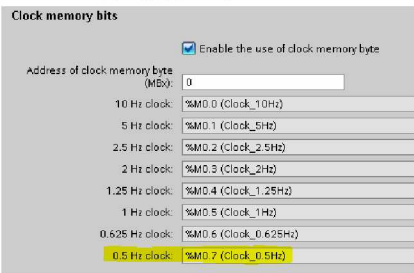 Clock memory bits
Enable the use of clock memory byte
Address of clock memory byte
(MBx): 0
10 Hz clock: %M0.0 (Clock_10Hz)
5 Hz clock: %M0.1 (Clock_5Hz)
2.5 Hz clock: %M0.2 (Clock_2.5Hz)
2 Hz clock: %M0.3 (Clock_2Hz)
1.25 Hz clock: %M0.4 (Clock_1.25Hz)
1 Hz clock: %M0.5 (Clock_1Hz)
0.625 Hz clock: %M0.6 (Clock_0.625Hz)
0.5 Hz clock: %M0.7 (Clock_0.5Hz)